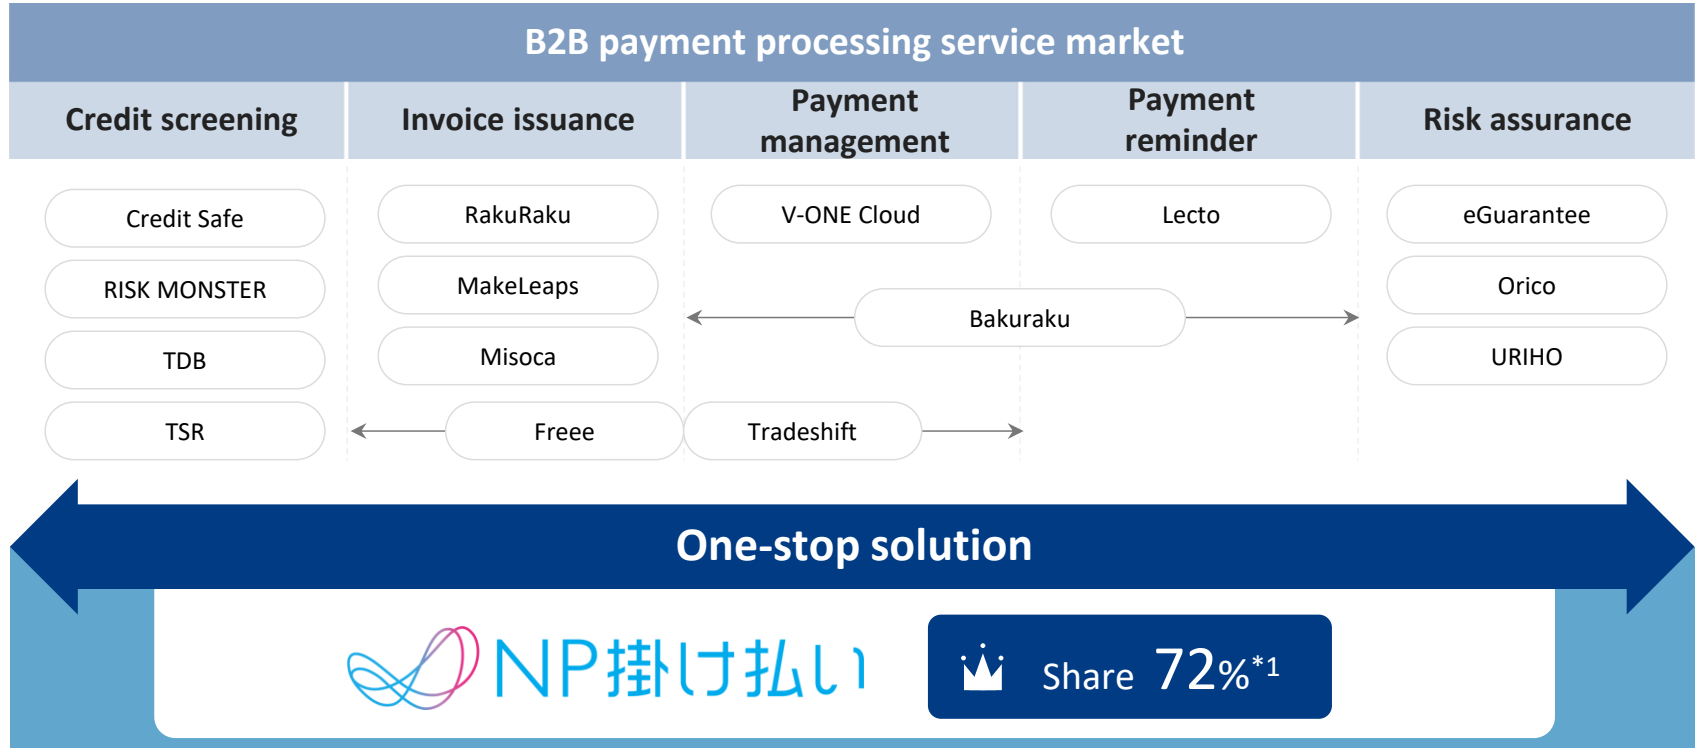 B2B payment processing service market
Credit screening
Invoice issuance
Payment
management
Payment
reminder
Risk assurance
Credit Safe
RISK MONSTER
TDB
TSR
RakuRaku
MakeLeaps
Misoca
Freee
V-ONE Cloud
Tradeshift
Lecto
Bakuraku
eGuarantee
Orico
URIHO
One-stop solution
NP掛け払い
Share 72%*1